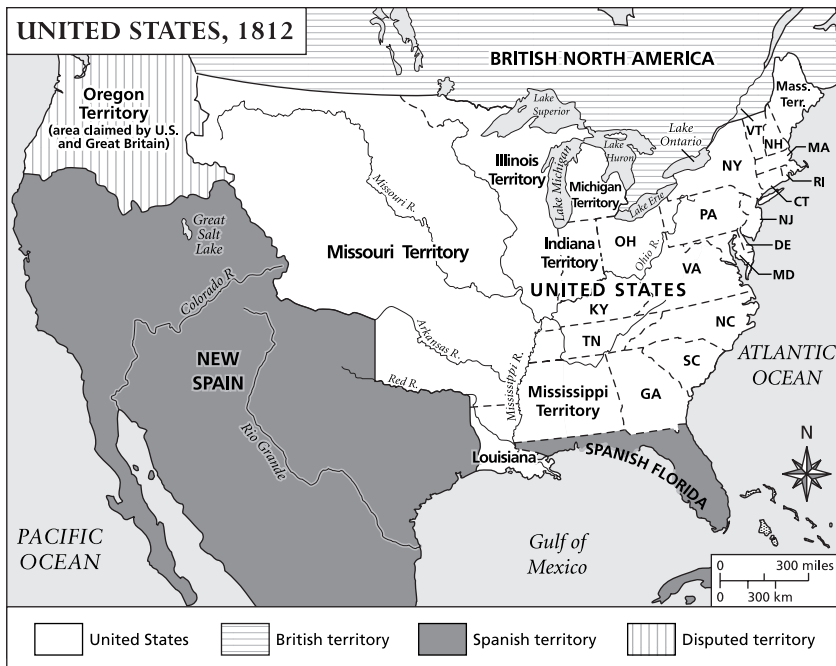 UNITED STATES, 1812
BRITISH NORTH AMERICA
Oregon
Territory
(area claimed by U.S.
and Great Britain)
Mass.
Terr.
Lake
Superior
Lake
Ontario
VT
NH
MA
Lake
Huron
Illinois
Territory
Lake Michigan
NY
RI
Michigan
Territory
Lake Erie
CT
Missouri R.
PA
NJ
Great
Salt
Lake
Missouri Territory
Indiana
Territory
OH
Ohio R.
DE
VA
MD
Colorado R.
UNITED STATES
KY
NC
Arkansas R.
TN
ATLANTIC
OCEAN
NEW
SPAIN
Mississippi R.
SC
Red R.
Mississippi
Territory
GA
Rio Grande
Louisiana
SPANISH FLORIDA
N
PACIFIC
OCEAN
Gulf of
Mexico
0 300 miles
0 300 km
United States
British territory
Spanish territory
Disputed territory